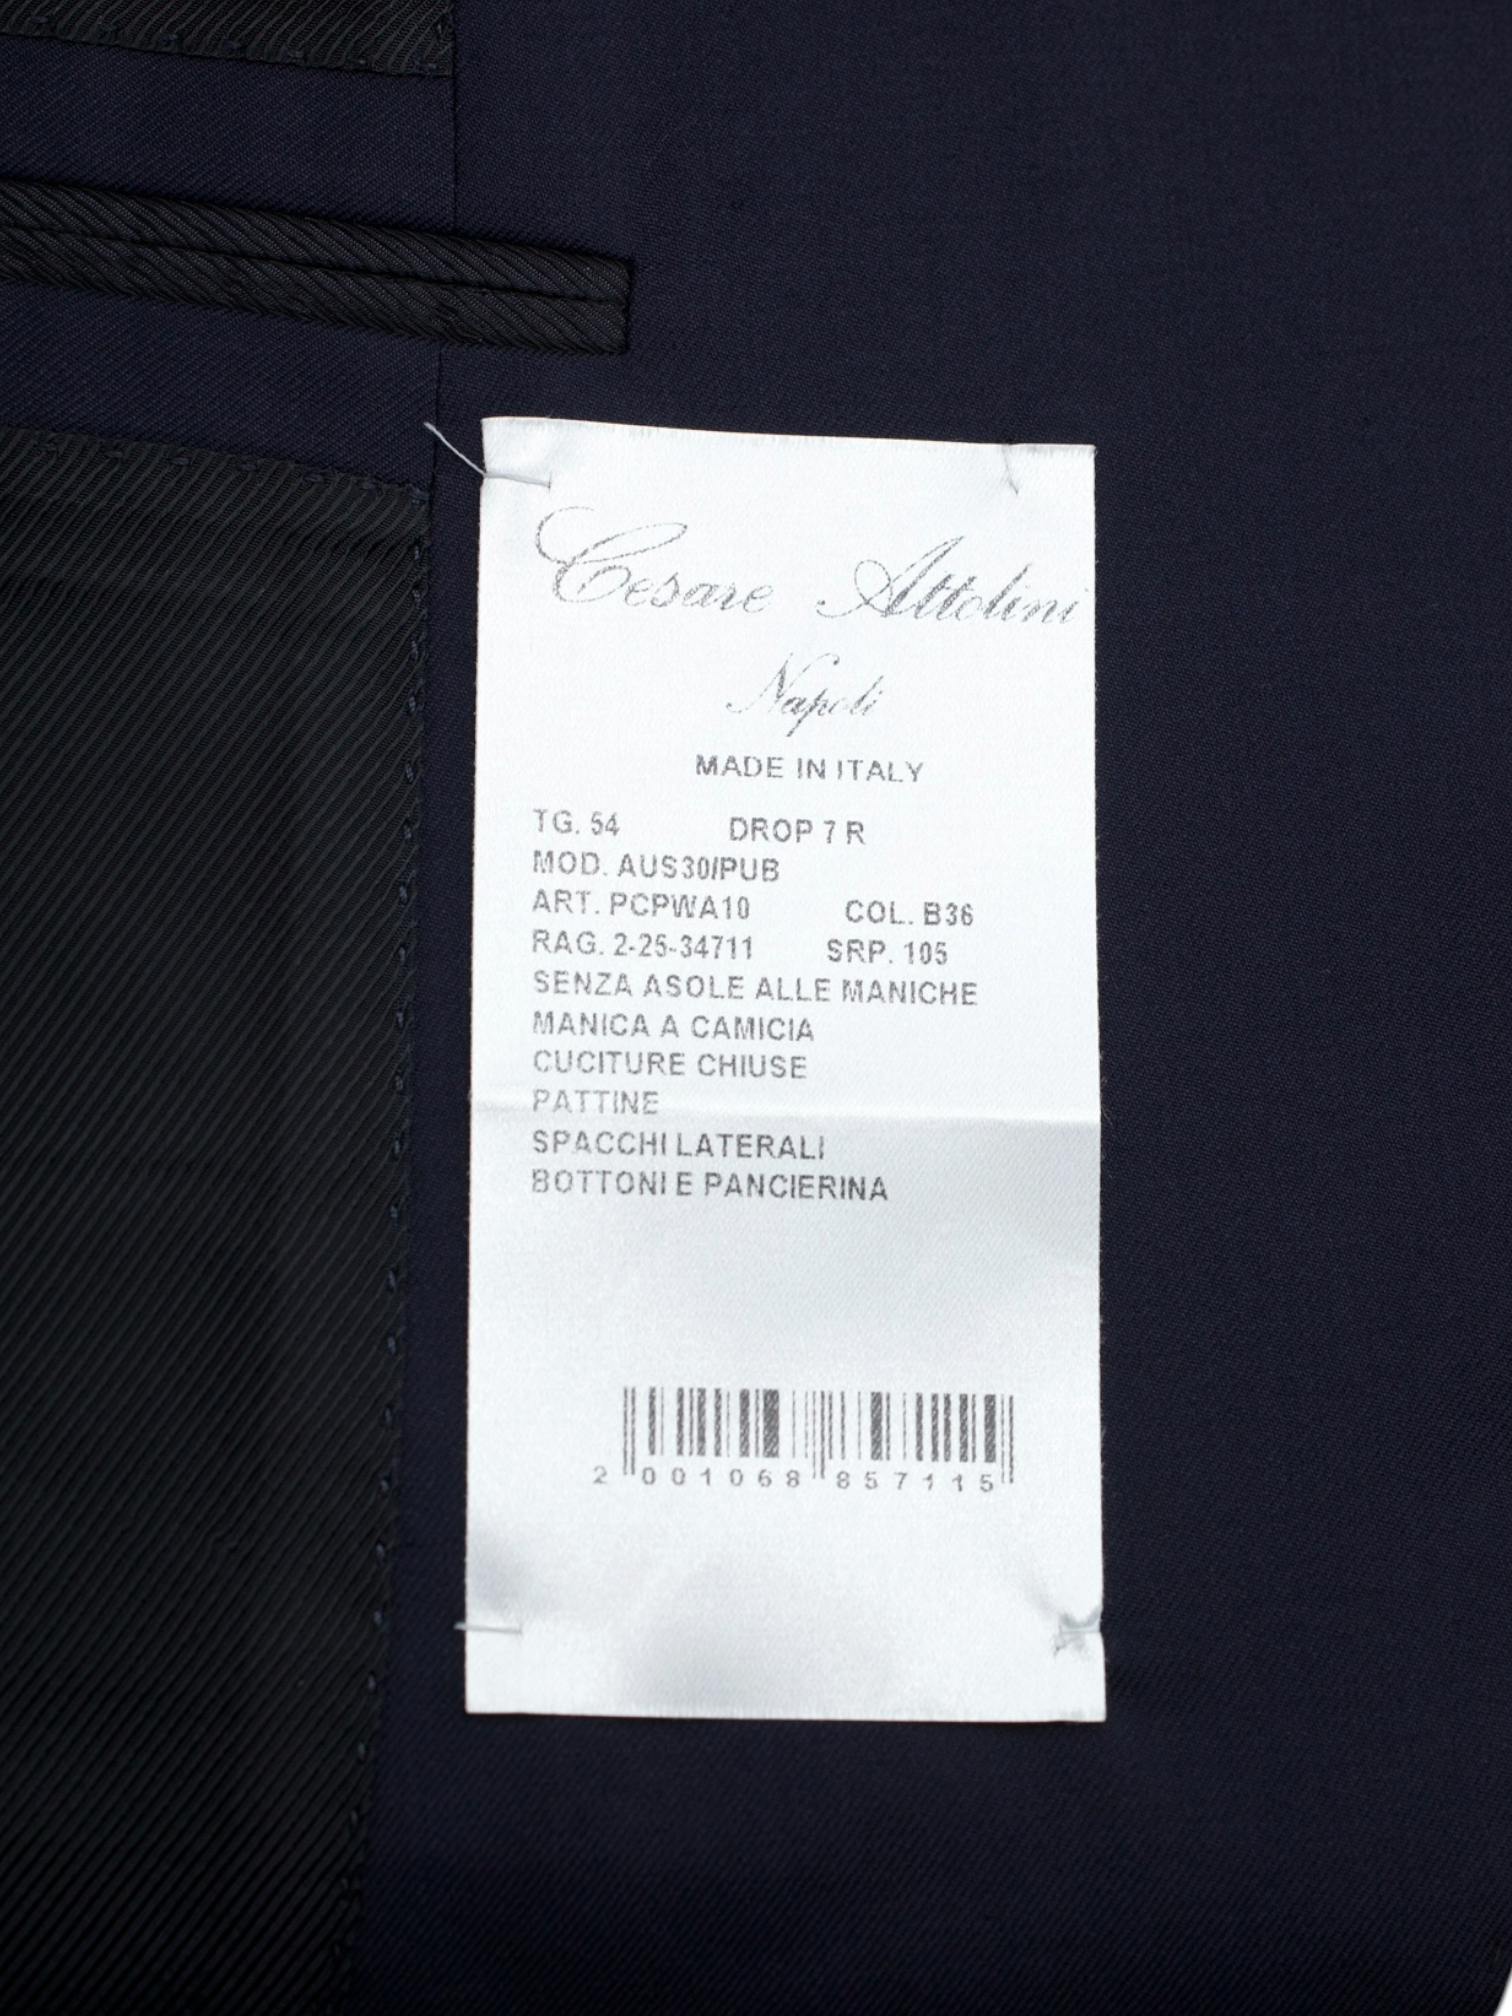 Cesare Attolini
Napoli
MADE IN ITALY
TG. 54 DROP 7 R
MOD. AUS30/PUB
ART. PCPWA10 COL. B36
RAG. 2-25-34711 SRP. 105
SENZA ASOLE ALLE MANICHE
MANICA A CAMICIA
CUCITURE CHIUSE
PATTINE
SPACCHI LATERALI
BOTTONI E PANCIERINA
2 001068 857115